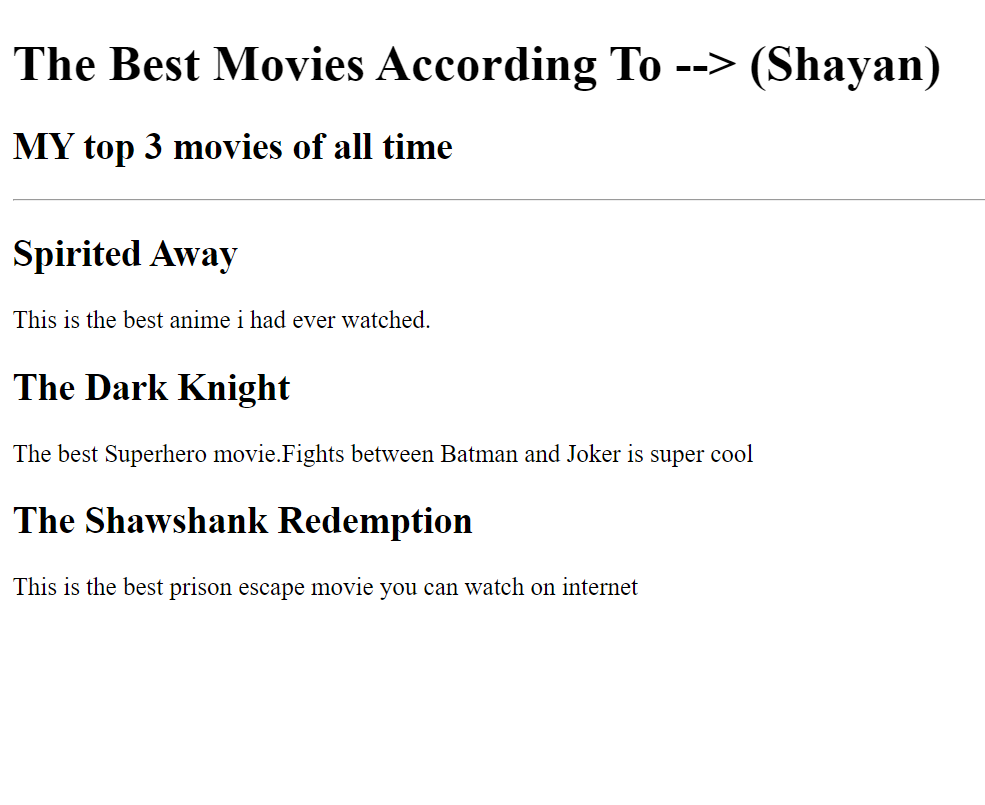 The Best Movies According To --> (Shayan)
MY top 3 movies of all time
Spirited Away
This is the best anime i had ever watched.
The Dark Knight
The best Superhero movie.Fights between Batman and Joker is super cool
The Shawshank Redemption
This is the best prison escape movie you can watch on internet